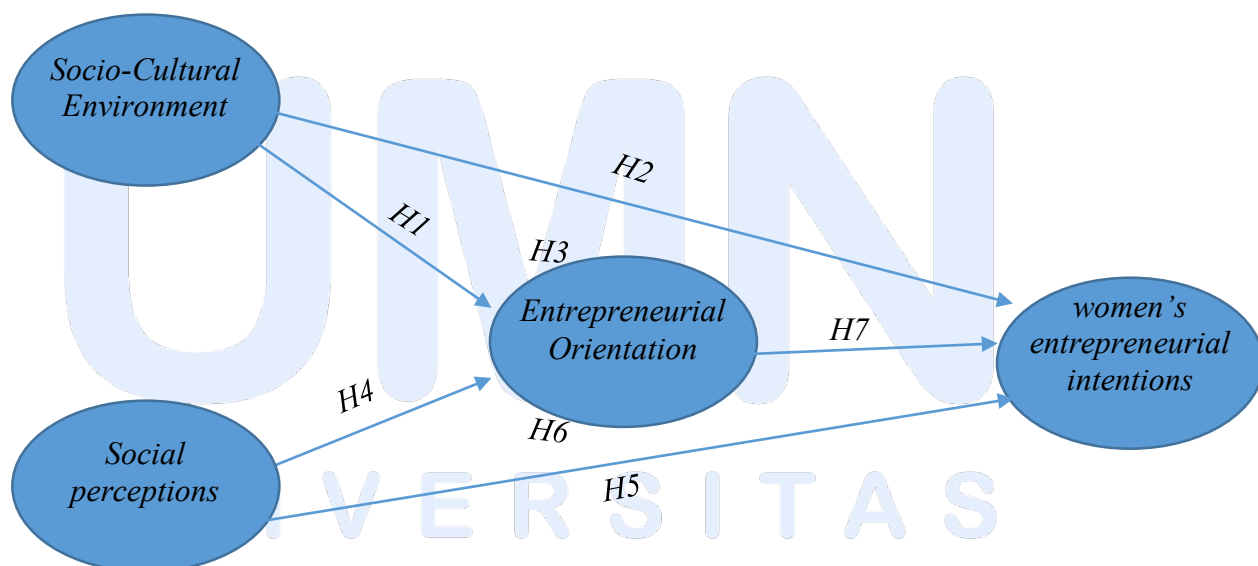 Socio-Cultural
Environment
H2
H1
H3
Entrepreneurial
Orientation
H7
women's
entrepreneurial
intentions
H4
H6
Social
perceptions
H5
UMN
VERSITAS